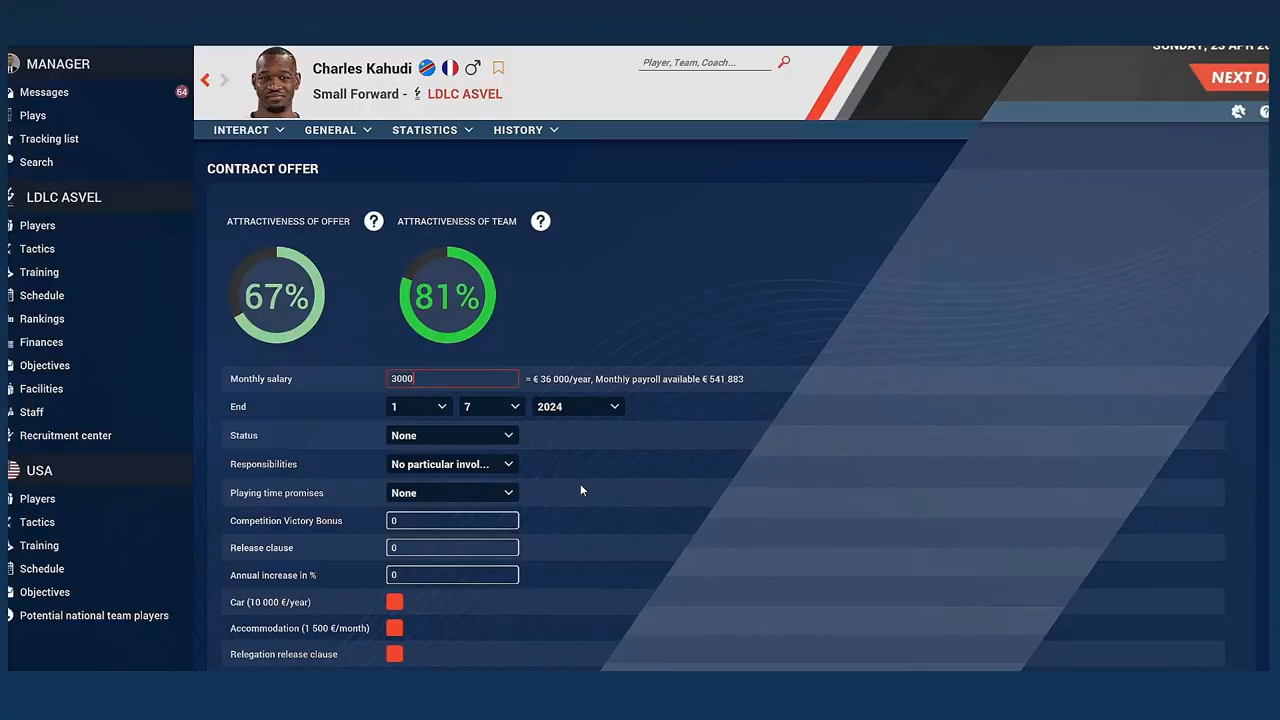 SUNDAY, 23 APR 20
MANAGER
Charles Kahudi
Player, Team, Coach...
NEXT DA
Messages
64
Small Forward - LDLC ASVEL
Plays
INTERACT
GENERAL
STATISTICS
HISTORY
Tracking list
Search
CONTRACT OFFER
LDLC ASVEL
ATTRACTIVENESS OF OFFER ?
ATTRACTIVENESS OF TEAM ?
Players
Tactics
Training
67%
81%
Schedule
Rankings
Finances
Objectives
Monthly salary
3000
= € 36 000/year, Monthly payroll available € 541 883
Facilities
End
1
7
2024
Staff
Recruitment center
Status
None
Responsibilities
No particular invol...
USA
Playing time promises
None
Players
Tactics
Competition Victory Bonus
0
Training
Release clause
0
Schedule
Annual increase in %
0
Objectives
Car (10 000 €/year)
Potential national team players
Accommodation (1 500 €/month)
Relegation release clause